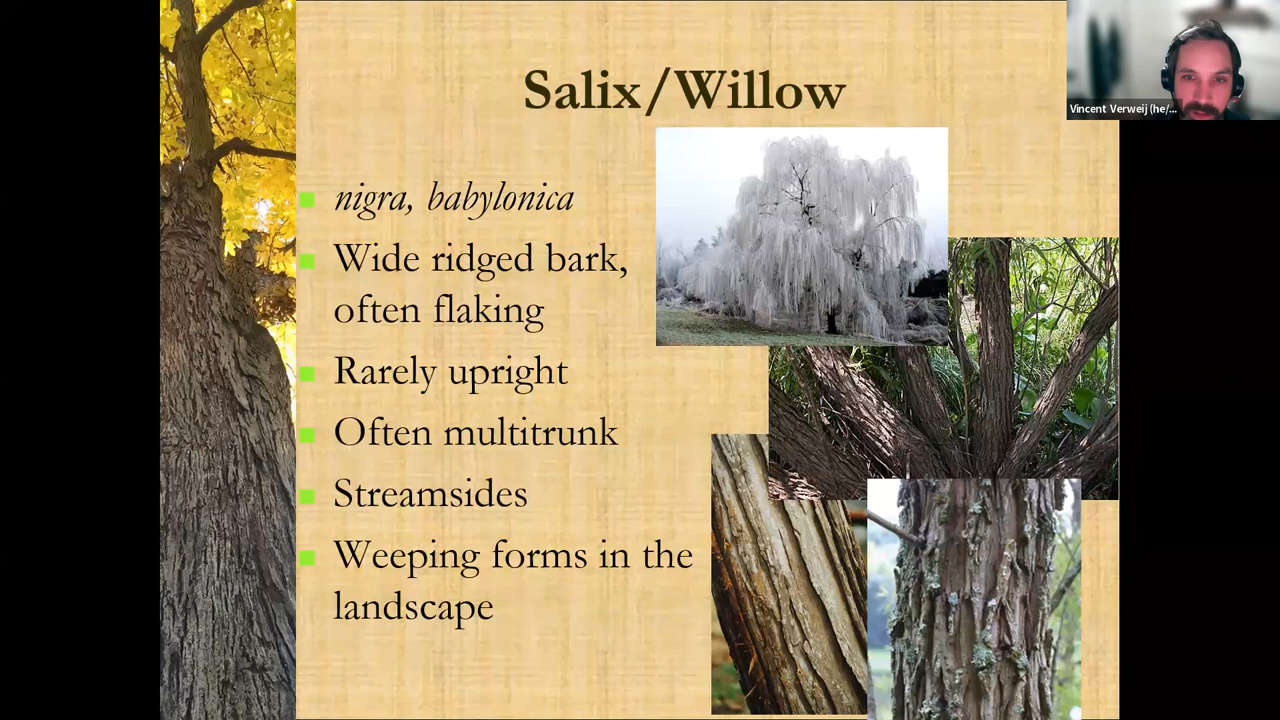 Salix/Willow
nigra, babylonica
Wide ridged bark,
often flaking
Rarely upright
Often multitrunk
Streamsides
Weeping forms in the
landscape
Vincent Verweij (he/...